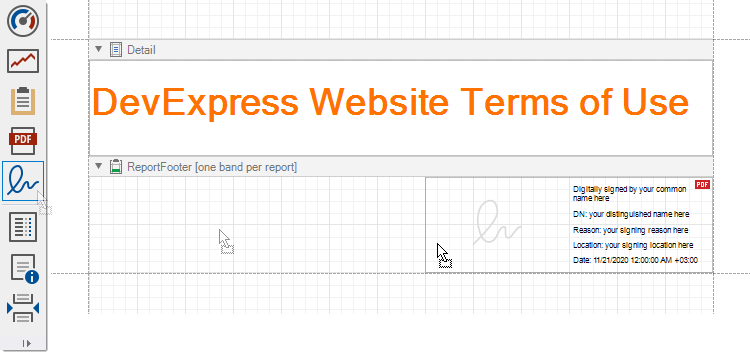 Detail
DevExpress Website Terms of Use
PDF
ReportFooter [one band per report]
PDF
Digitally signed by your common
name here
DN: your distinguished name here
Reason: your signing reason here
Location: your signing location here
Date: 11/21/2020 12:00:00 AM +03:00